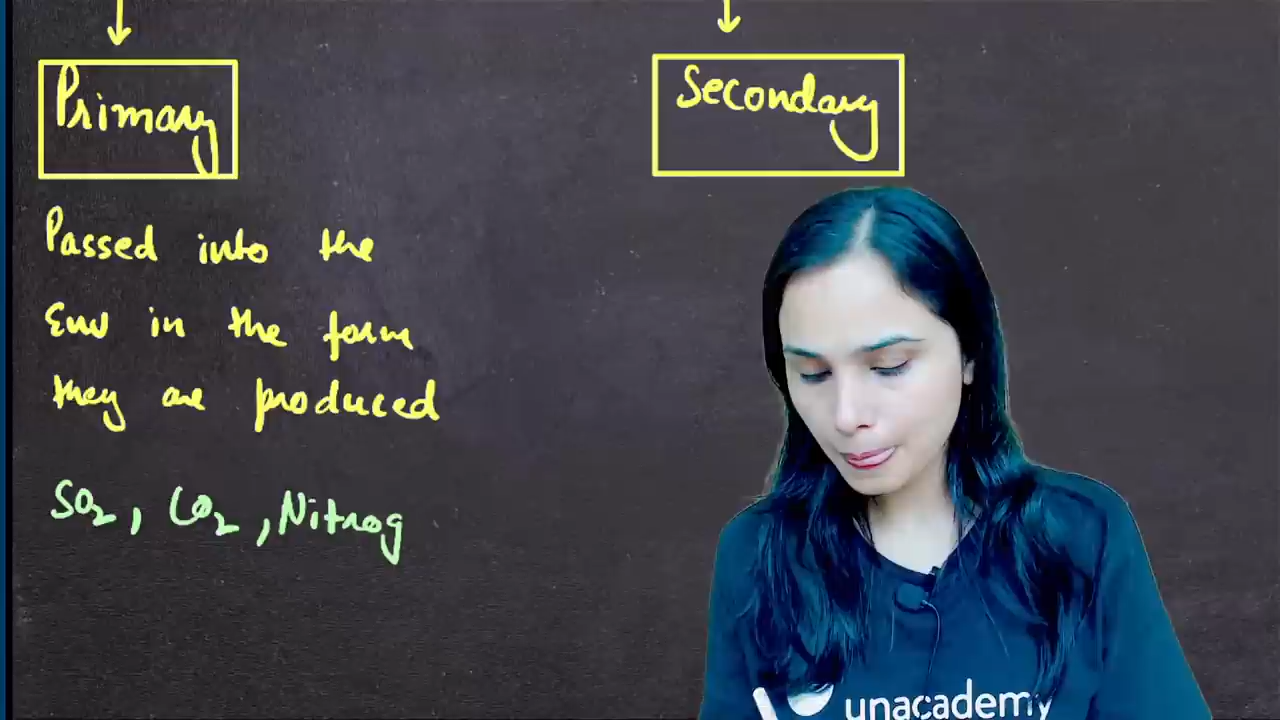 Primary
Secondary
Passed into the
Env in the form
they are produced
SO2, CO2, Nitrog
unacademy